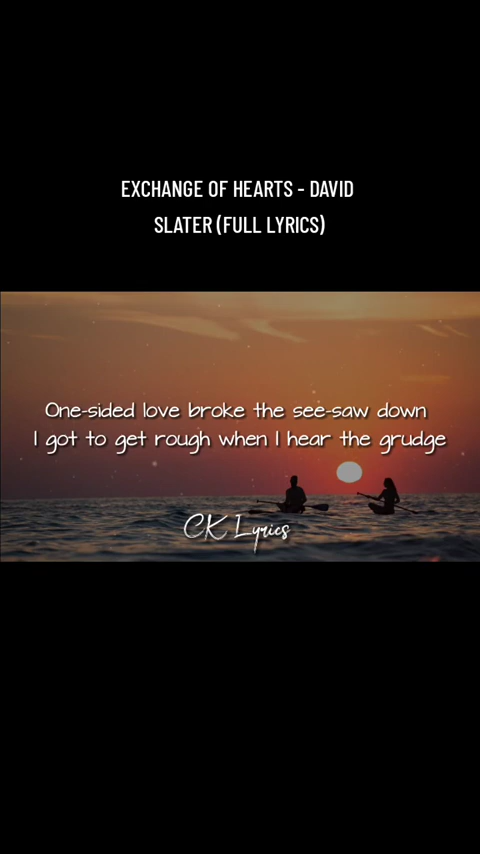 EXCHANGE OF HEARTS - DAVID
SLATER (FULL LYRICS)
One-sided love broke the see-saw down
I got to get rough when I hear the grudge
CK Lyrics